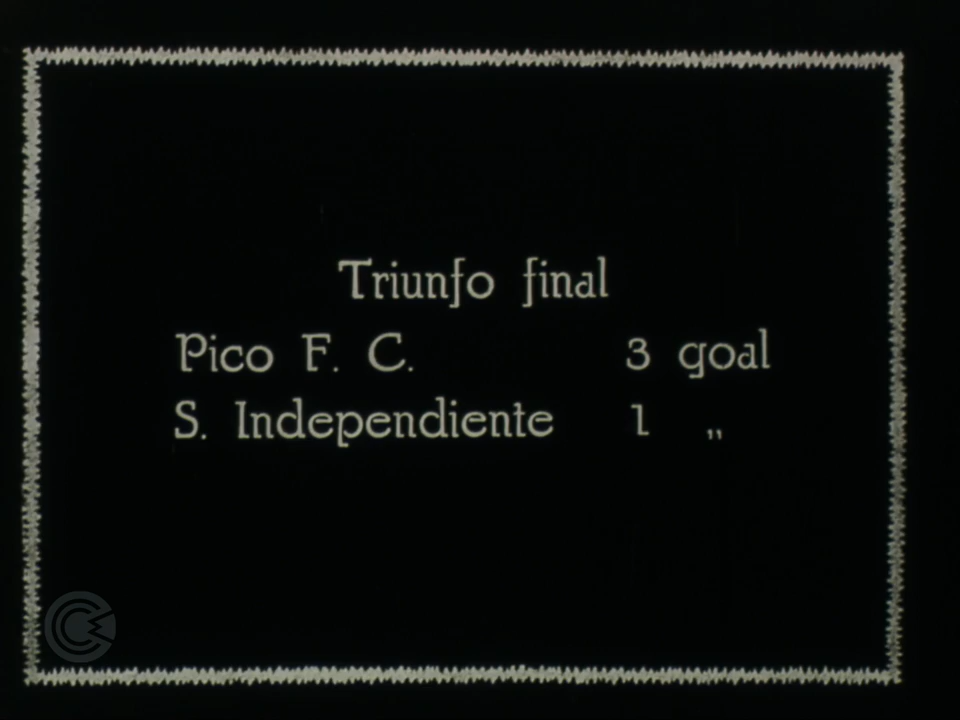 Triunfo final
Pico F. C. 3 goal
S. Independiente 1 „